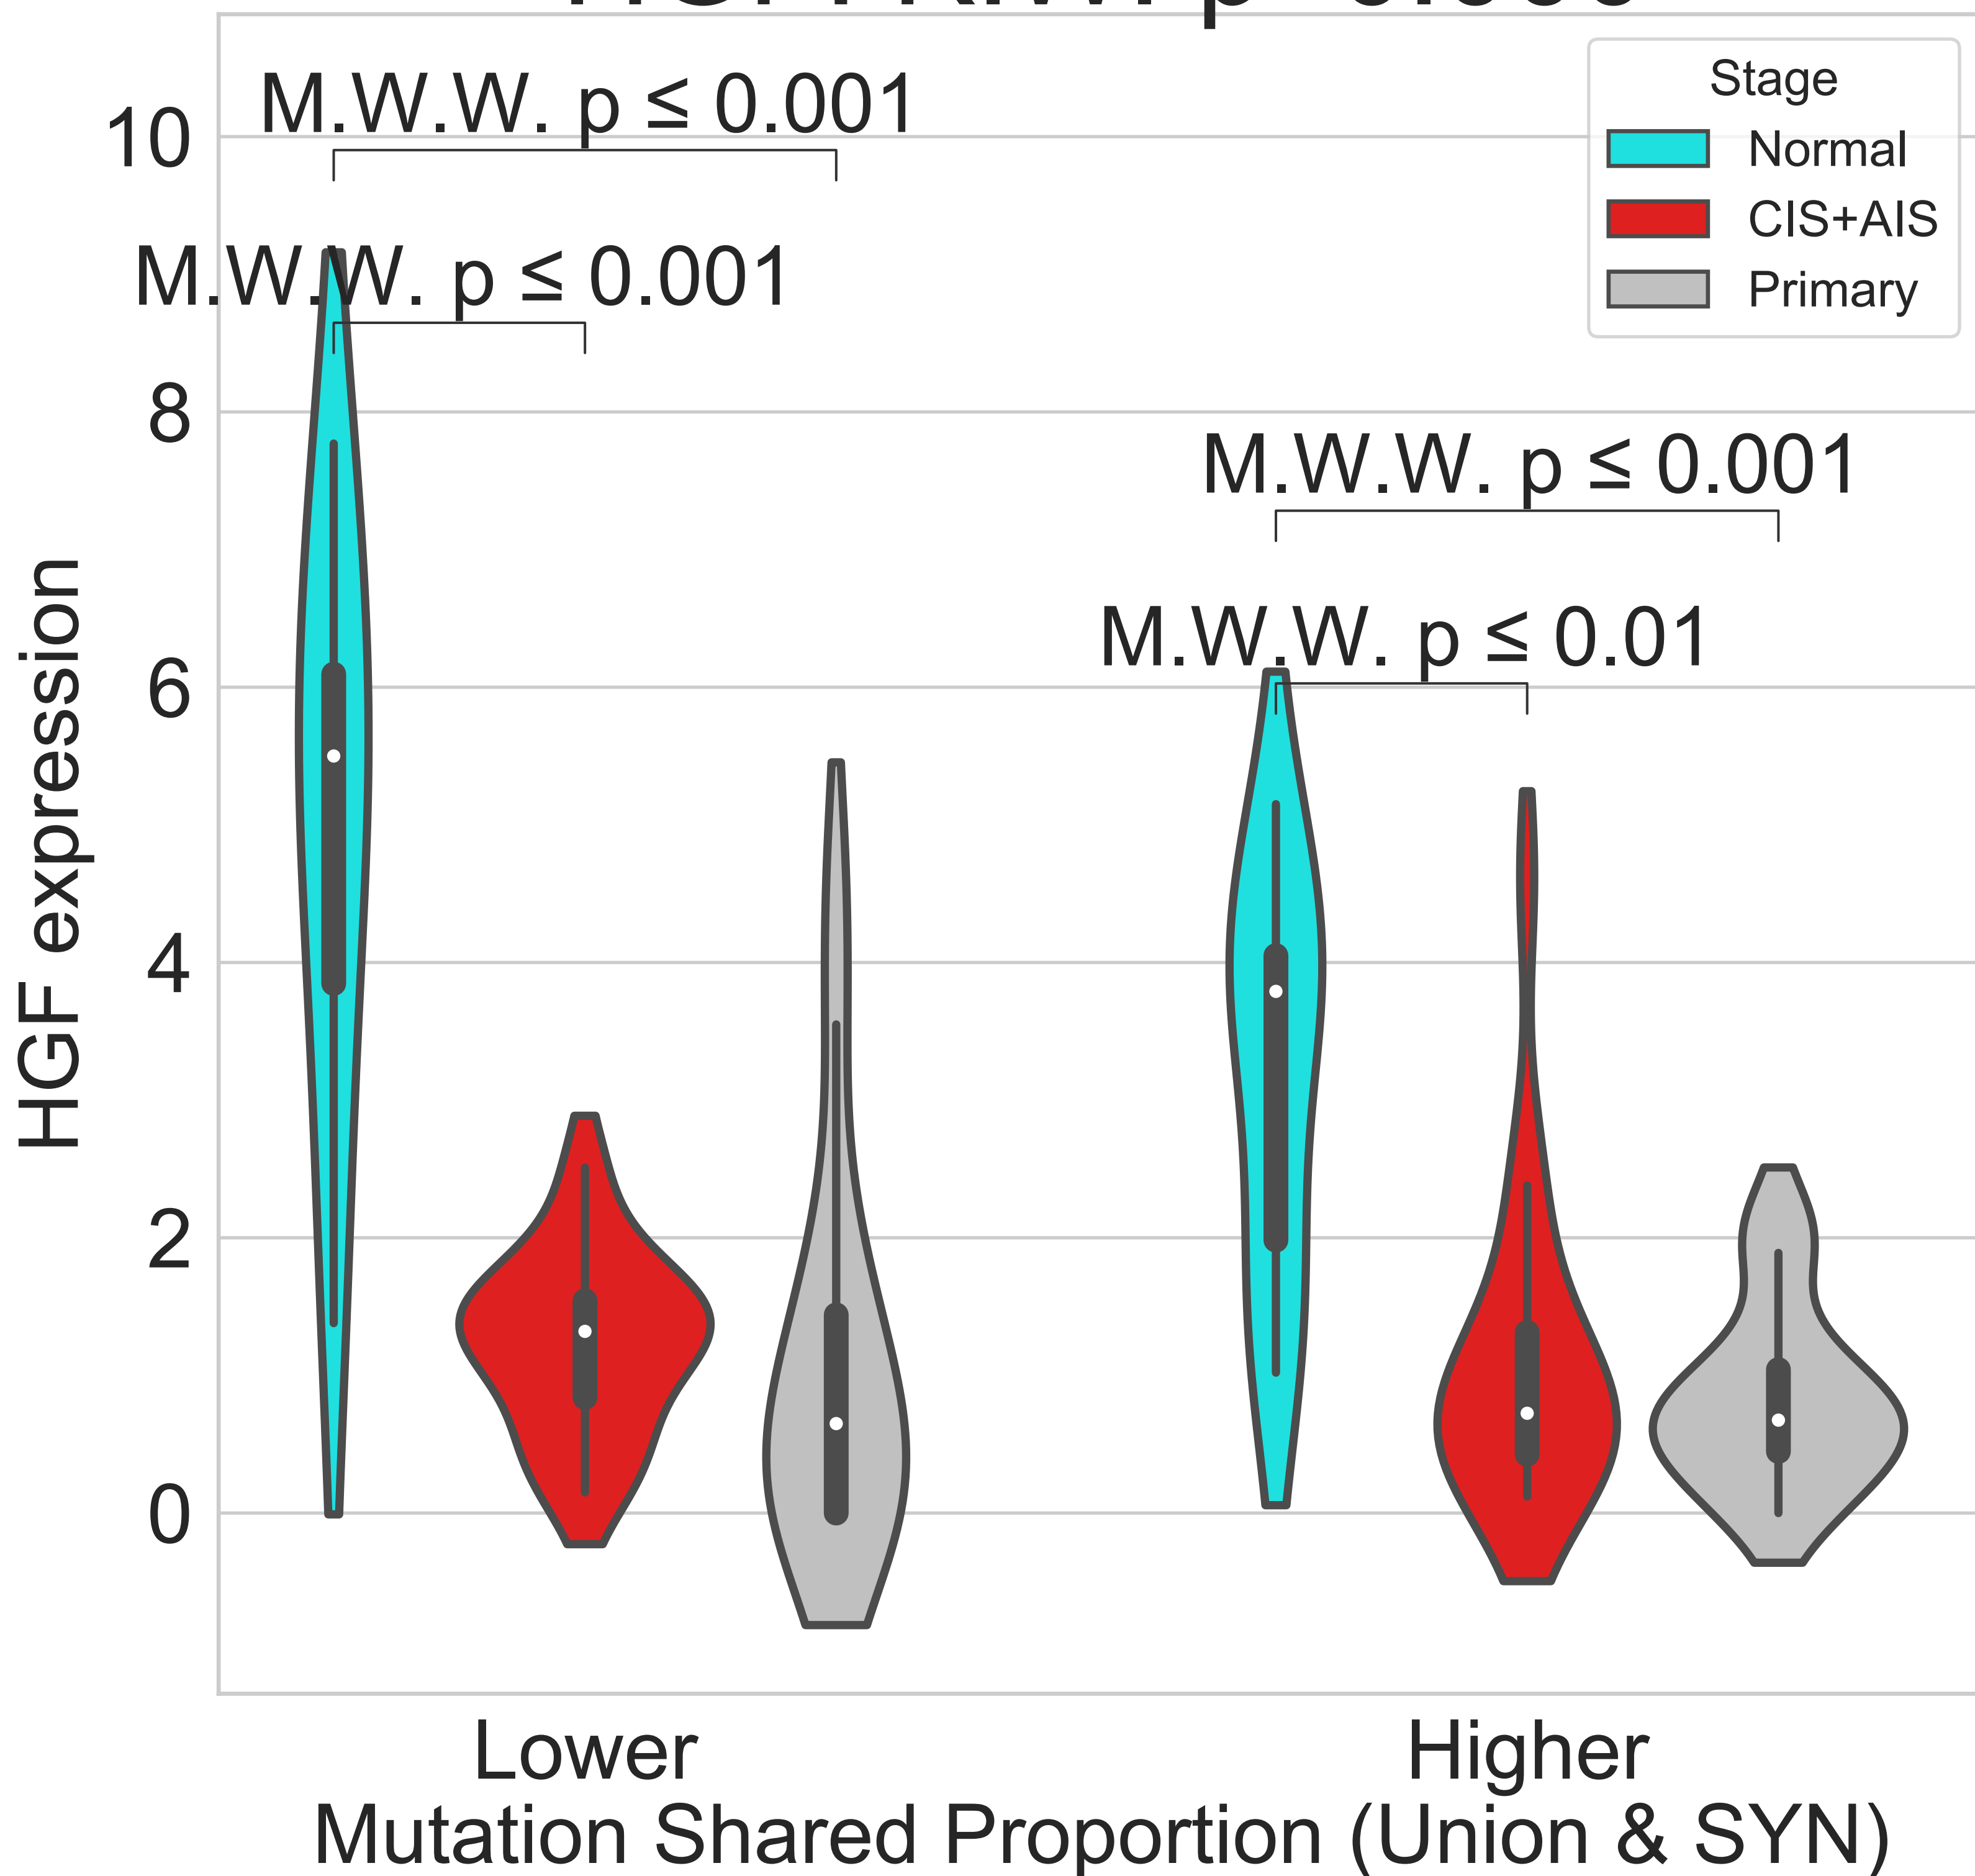 Stage
Normal
CIS+AIS
Primary
M.W.W. p ≤ 0.001
M.W.W. p ≤ 0.001
M.W.W. p ≤ 0.001
M.W.W. p ≤ 0.01
10
8
6
4
2
0
HGF expression
Lower
Higher
Mutation Shared Proportion (Union & SYN)